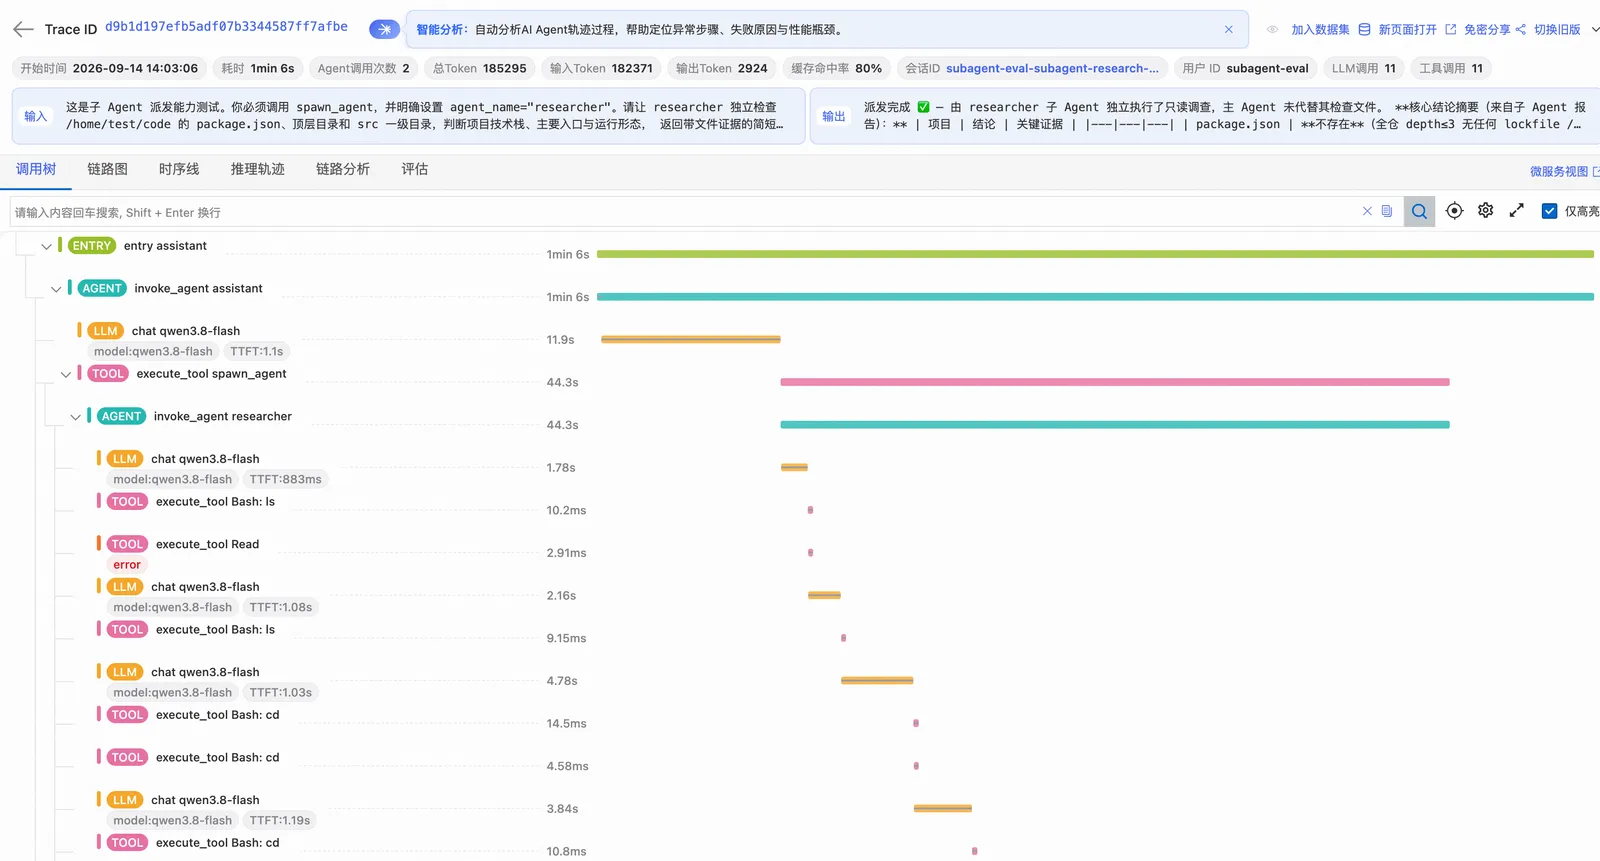 Trace ID d9b1d197efb5adf07b3344587ff7afbe 智能分析：自动分析AI Agent轨迹过程，帮助定位异常步骤、失败原因与性能瓶颈。 加入数据集 新页面打开 免密分享 切换旧版
开始时间 2026-09-14 14:03:06 耗时 1min 6s Agent调用次数 2 总Token 185295 输入Token 182371 输出Token 2924 缓存命中率 80% 会话ID subagent-eval-subagent-research-... 用户 ID subagent-eval LLM调用 11 工具调用 11
输入
这是子 Agent 派发能力测试。你必须调用 spawn_agent，并明确设置 agent_name="researcher"。请让 researcher 独立检查
/home/test/code 的 package.json、顶层目录和 src 一级目录，判断项目技术栈、主要入口与运行形态， 返回带文件证据的简短…
输出
派发完成 ✅ — 由 researcher 子 Agent 独立执行了只读调查，主 Agent 未代替其检查文件。 **核心结论摘要（来自子 Agent 报
告）：** | 项目 | 结论 | 关键证据 | |---|---|---| | package.json | **不存在**（全仓 depth≤3 无任何 lockfile /…
调用树 链路图 时序线 推理轨迹 链路分析 评估 微服务视图
请输入内容回车搜索, Shift + Enter 换行 仅高亮
ENTRY entry assistant 1min 6s
AGENT invoke_agent assistant 1min 6s
LLM chat qwen3.8-flash 11.9s
model:qwen3.8-flash TTFT:1.1s
TOOL execute_tool spawn_agent 44.3s
AGENT invoke_agent researcher 44.3s
LLM chat qwen3.8-flash 1.78s
model:qwen3.8-flash TTFT:883ms
TOOL execute_tool Bash: ls 10.2ms
TOOL execute_tool Read 2.91ms
error
LLM chat qwen3.8-flash 2.16s
model:qwen3.8-flash TTFT:1.08s
TOOL execute_tool Bash: ls 9.15ms
LLM chat qwen3.8-flash 4.78s
model:qwen3.8-flash TTFT:1.03s
TOOL execute_tool Bash: cd 14.5ms
TOOL execute_tool Bash: cd 4.58ms
LLM chat qwen3.8-flash 3.84s
model:qwen3.8-flash TTFT:1.19s
TOOL execute_tool Bash: cd 10.8ms